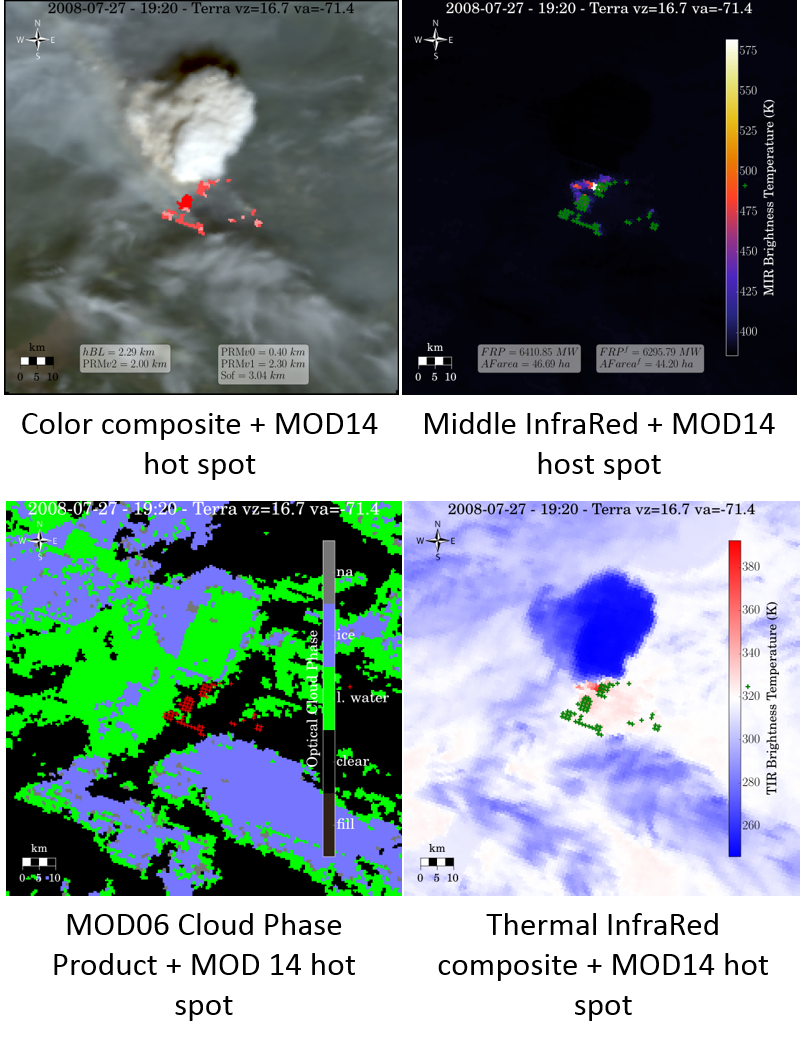 2008-07-27 - 19:20 - Terra vz=16.7 va=-71.4
N
W E
S
hBL = 2.29 km
PRMv2 = 2.00 km
PRMv0 = 0.40 km
PRMv1 = 2.30 km
Sof = 3.04 km
km
0 5 10
2008-07-27 - 19:20 - Terra vz=16.7 va=-71.4
N
W E
S
575
550
525
500
475
450
425
400
MIR Brightness Temperature (K)
FRP = 6410.85 MW
AFarea = 46.69 ha
FRP^f = 6295.79 MW
AFarea^f = 44.20 ha
km
0 5 10
Color composite + MOD14
hot spot
Middle InfraRed + MOD14
host spot
2008-07-27 - 19:20 - Terra vz=16.7 va=-71.4
N
W E
S
na
ice
l. water
clear
fill
Optical Cloud Phase
km
0 5 10
2008-07-27 - 19:20 - Terra vz=16.7 va=-71.4
N
W E
S
380
360
340
320
300
280
260
TIR Brightness Temperature (K)
km
0 5 10
MOD06 Cloud Phase
Product + MOD 14 hot
spot
Thermal InfraRed
composite + MOD14 hot
spot